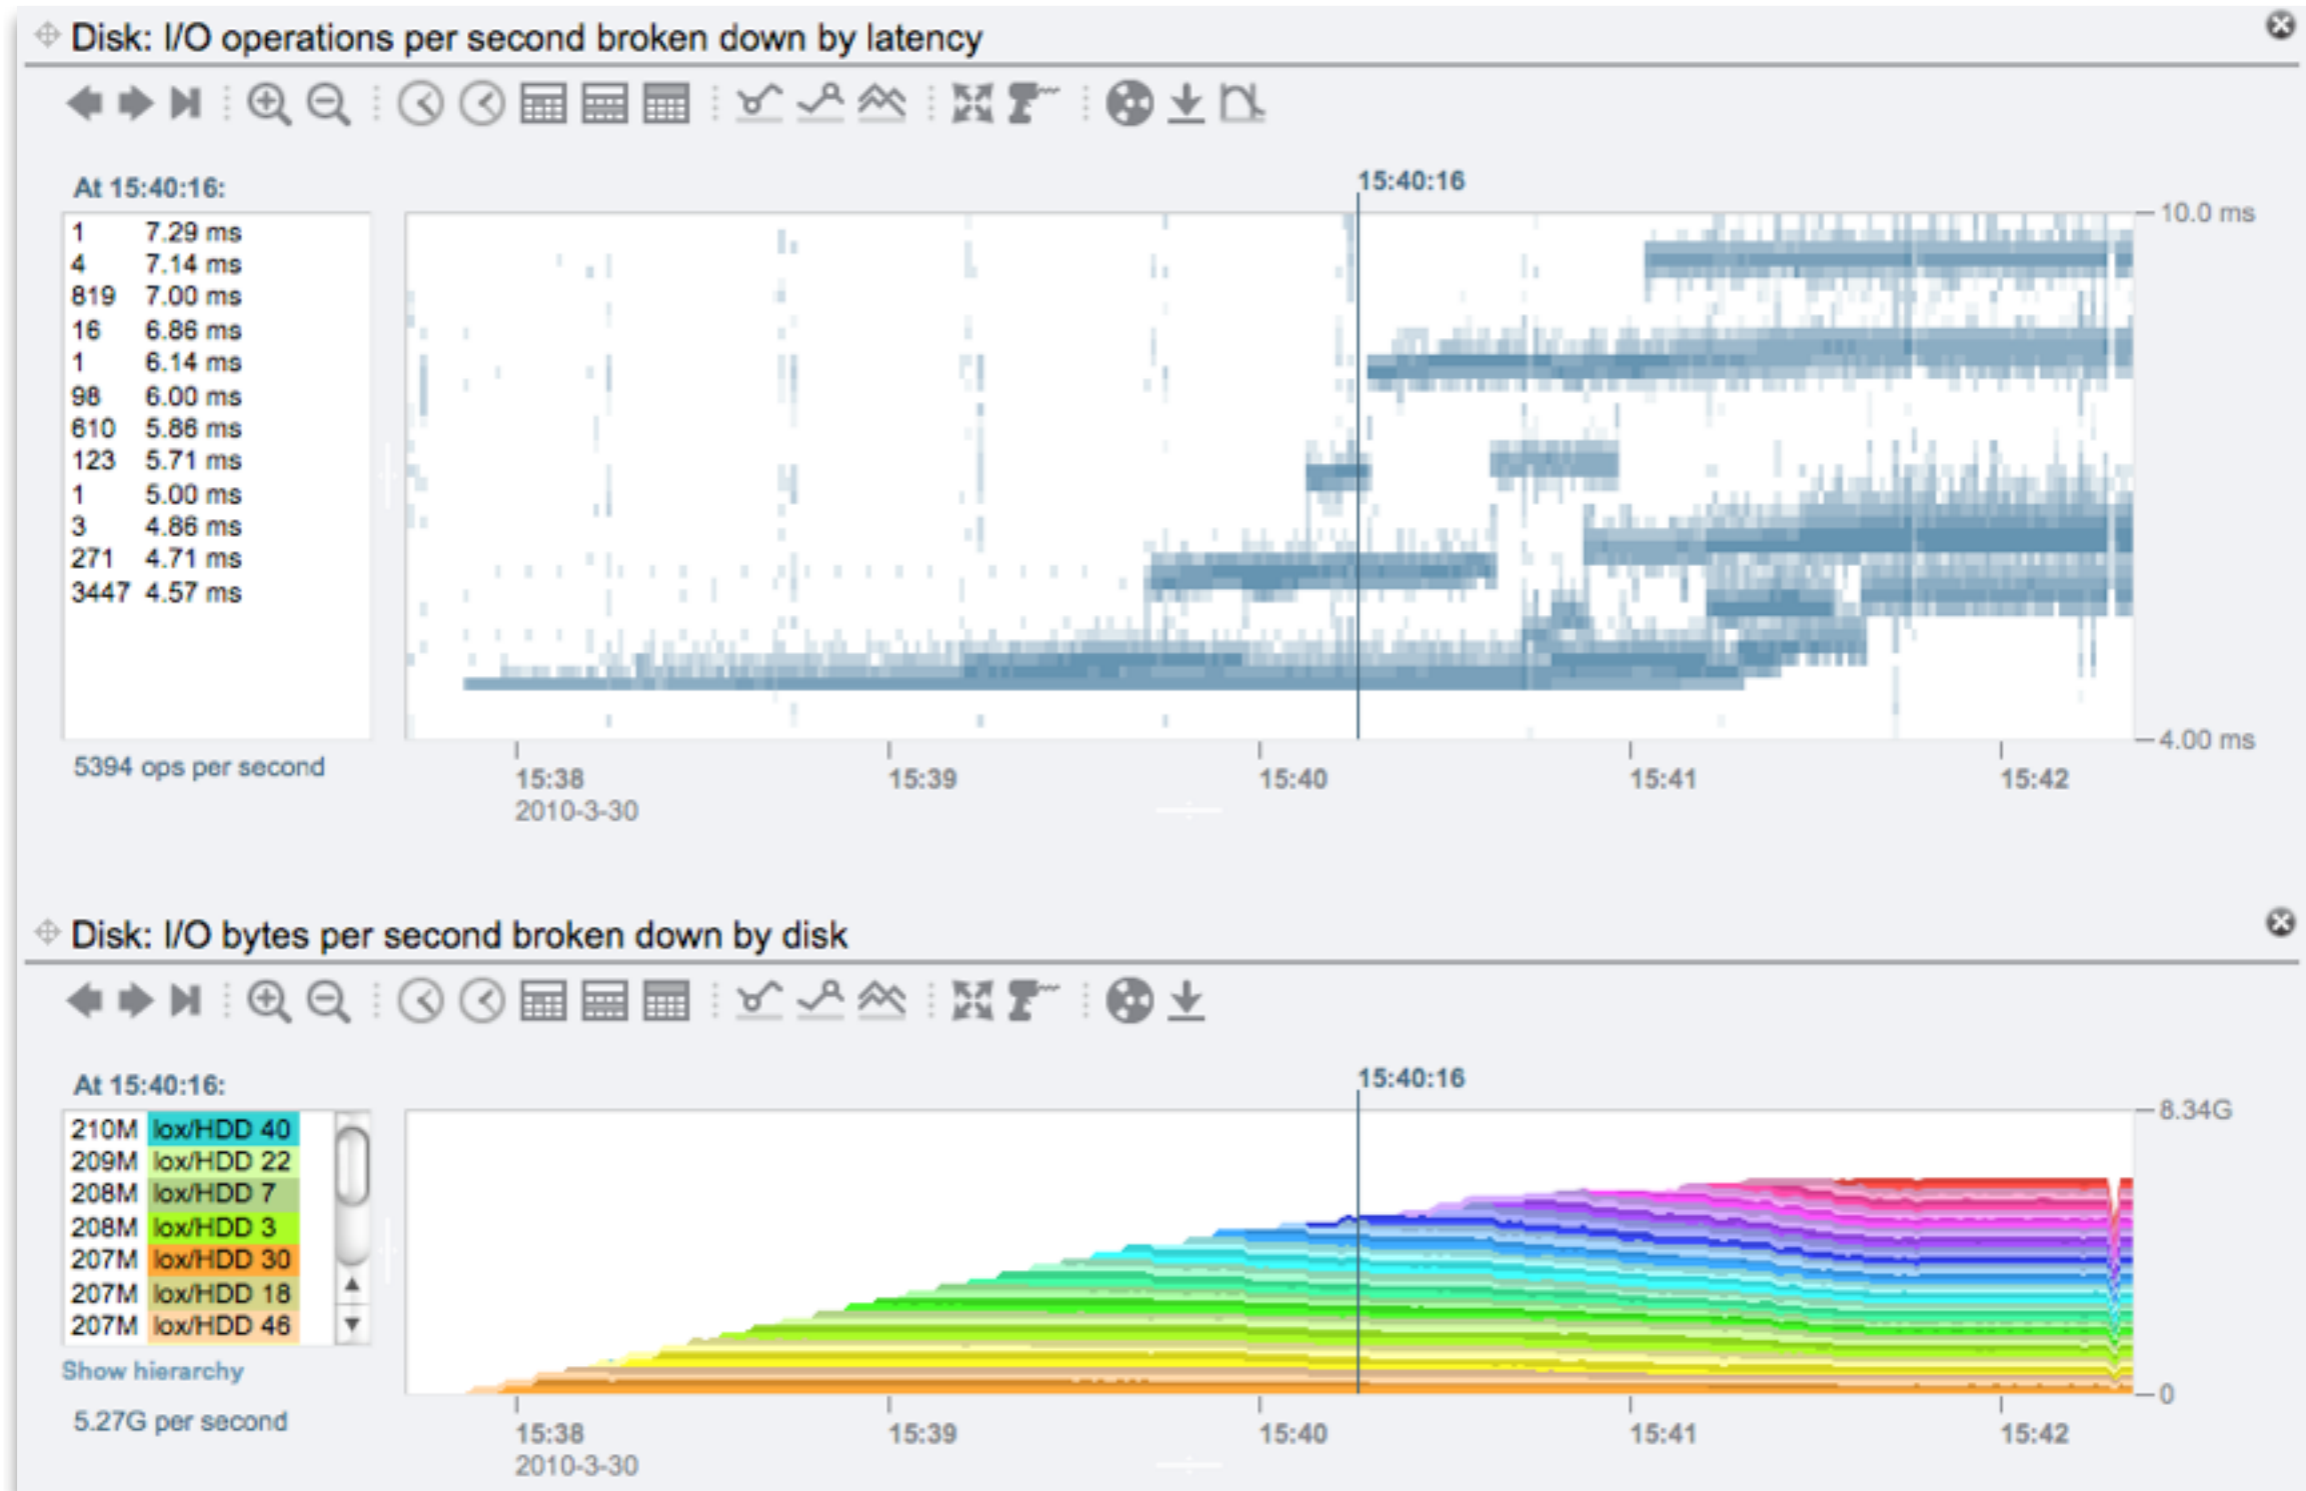 Disk: I/O operations per second broken down by latency
At 15:40:16:
15:40:16
1 7.29 ms
4 7.14 ms
819 7.00 ms
16 6.86 ms
1 6.14 ms
98 6.00 ms
610 5.86 ms
123 5.71 ms
1 5.00 ms
3 4.86 ms
271 4.71 ms
3447 4.57 ms
5394 ops per second
10.0 ms
4.00 ms
15:38 15:39 15:40 15:41 15:42
2010-3-30
Disk: I/O bytes per second broken down by disk
At 15:40:16:
15:40:16
210M lox/HDD 40
209M lox/HDD 22
208M lox/HDD 7
208M lox/HDD 3
207M lox/HDD 30
207M lox/HDD 18
207M lox/HDD 46
Show hierarchy
5.27G per second
8.34G
0
15:38 15:39 15:40 15:41 15:42
2010-3-30